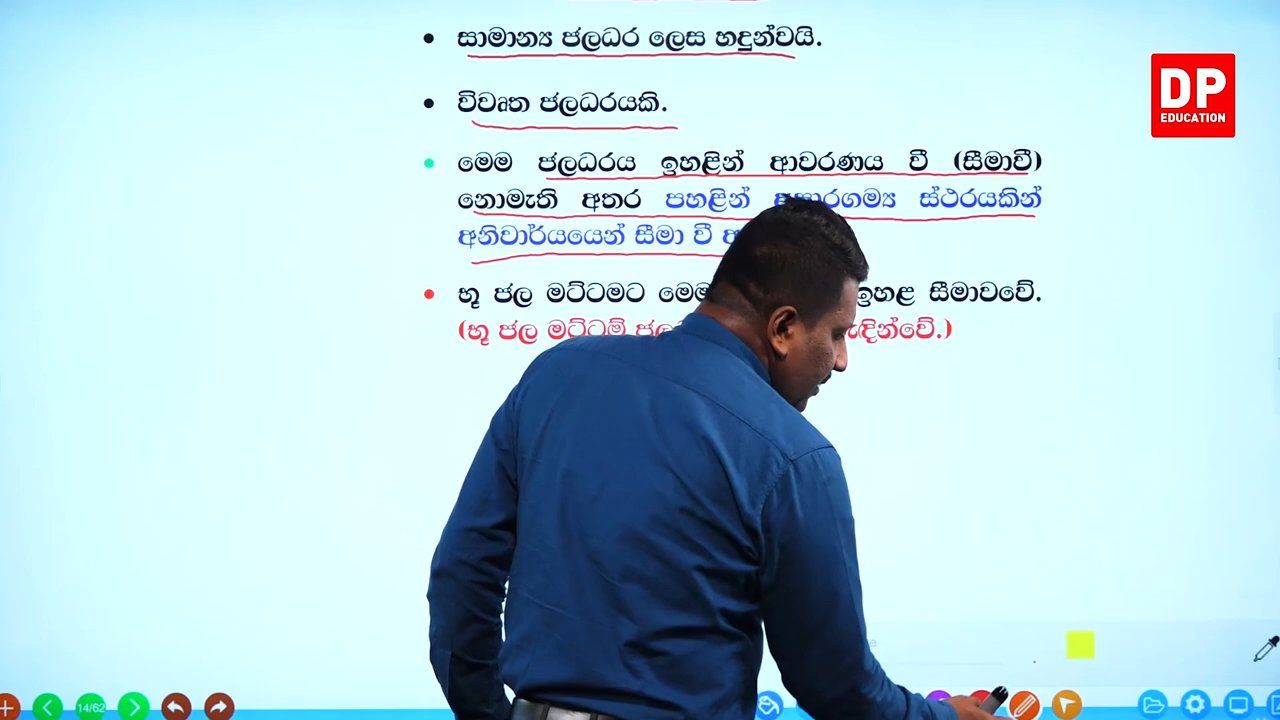 සාමාන්‍ය ජලධර ලෙස හඳුන්වයි.
විවෘත ජලධරයකි.
මෙම ජලධරය ඉහළින් ආවරණය වී (සීමාවී)
නොමැති අතර පහළින් ස්ථරයකින්
අනිවාර්යයෙන් සීමා වී
භූ ජල මට්ටමට ඉහළ සීමාවවේ.
(භූ ජල මට්ටම්
DP
EDUCATION
14/62